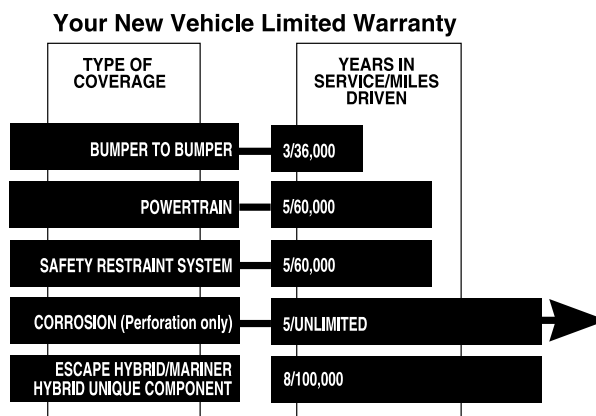 Your New Vehicle Limited Warranty
TYPE OF
COVERAGE
YEARS IN
SERVICE/MILES
DRIVEN
BUMPER TO BUMPER
3/36,000
POWERTRAIN
5/60,000
SAFETY RESTRAINT SYSTEM
5/60,000
CORROSION (Perforation only)
5/UNLIMITED
ESCAPE HYBRID/MARINER
HYBRID UNIQUE COMPONENT
8/100,000